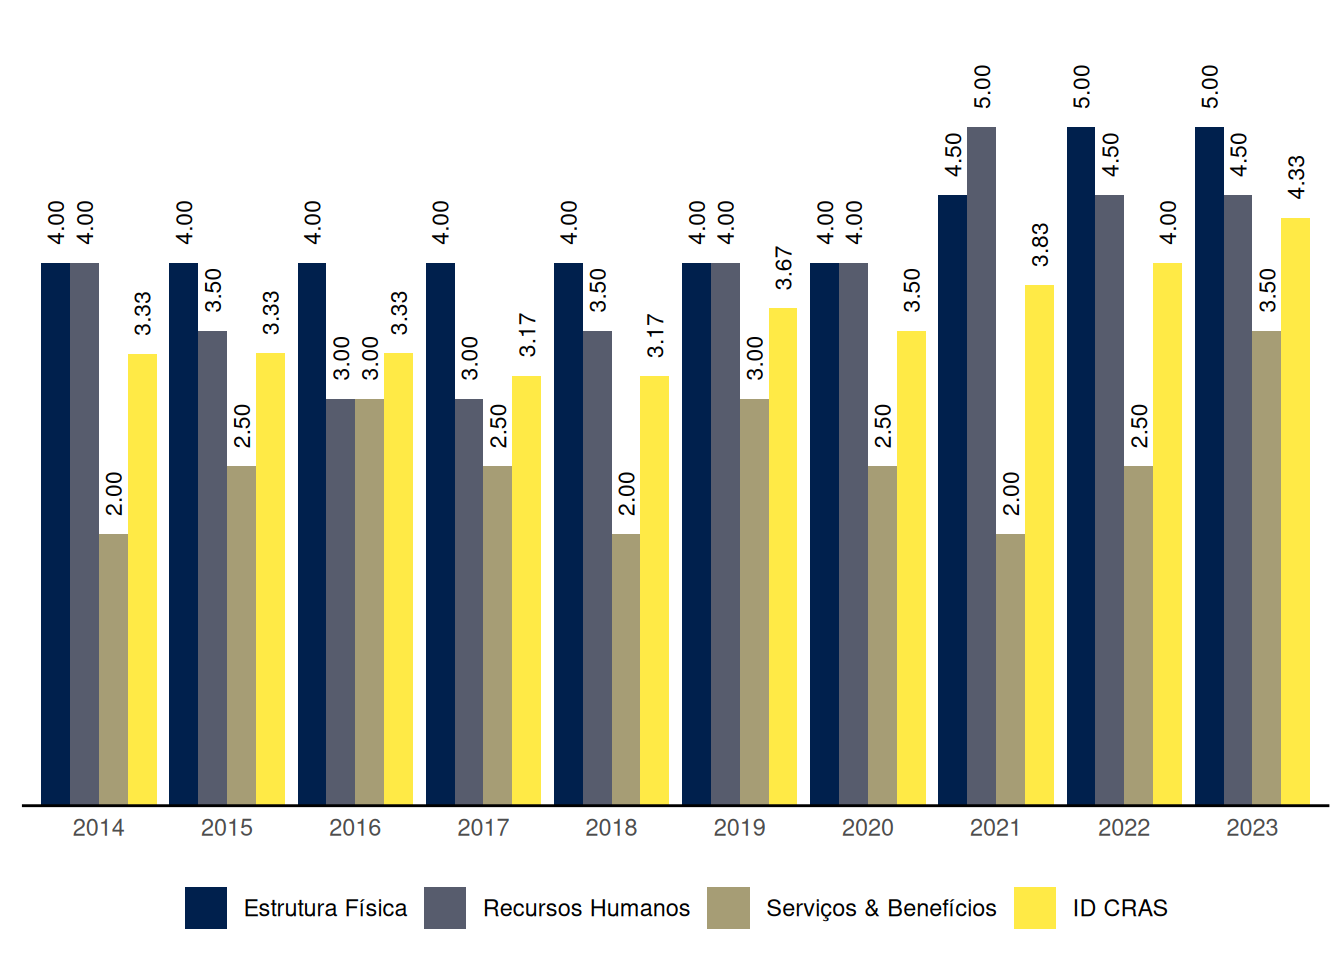 4.00 4.00 2.00 3.33
4.00 3.50 2.50 3.33
4.00 3.00 3.00 3.33
4.00 3.00 2.50 3.17
4.00 3.50 2.00 3.17
4.00 4.00 3.00 3.67
4.00 4.00 2.50 3.50
4.50 5.00 2.00 3.83
5.00 4.50 2.50 4.00
5.00 4.50 3.50 4.33
2014 2015 2016 2017 2018 2019 2020 2021 2022 2023
Estrutura Física Recursos Humanos Serviços & Benefícios ID CRAS